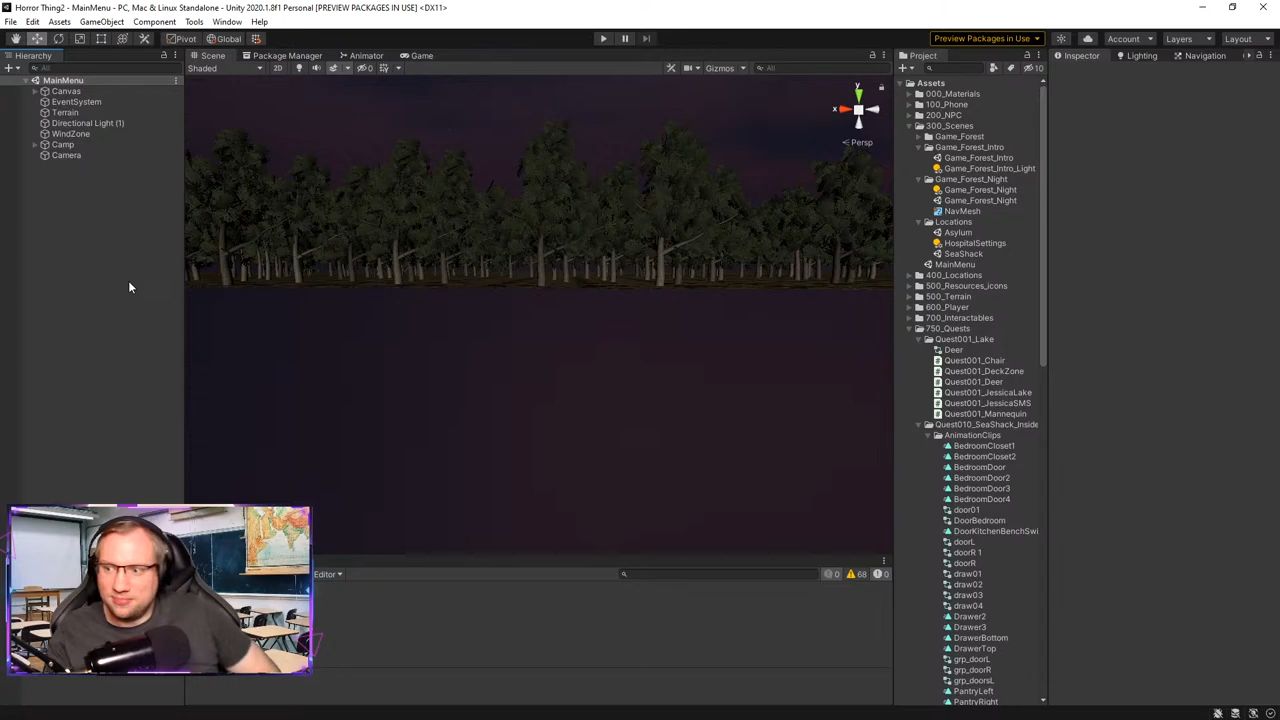 Horror Thing2 - MainMenu - PC, Mac & Linux Standalone - Unity 2020.1.8f1 Personal [PREVIEW PACKAGES IN USE] <DX11>
File Edit Assets GameObject Component Tools Window Help
Pivot Global Preview Packages in Use Account Layers Layout
Hierarchy Scene Package Manager Animator Game Project Inspector Lighting Navigation
All Shaded 2D 0 Gizmos All 10
MainMenu
Canvas
EventSystem
Terrain
Directional Light (1)
WindZone
Camp
Camera
y
x
Persp
Assets
000_Materials
100_Phone
200_NPC
300_Scenes
Game_Forest
Game_Forest_Intro
Game_Forest_Intro
Game_Forest_Intro_Light
Game_Forest_Night
Game_Forest_Night
Game_Forest_Night
NavMesh
Locations
Asylum
HospitalSettings
SeaShack
MainMenu
400_Locations
500_Resources_icons
500_Terrain
600_Player
700_Interactables
750_Quests
Quest001_Lake
Deer
Quest001_Chair
Quest001_DeckZone
Quest001_Deer
Quest001_JessicaLake
Quest001_JessicaSMS
Quest001_Mannequin
Quest010_SeaShack_Inside
AnimationClips
BedroomCloset1
BedroomCloset2
BedroomDoor
BedroomDoor2
BedroomDoor3
BedroomDoor4
door01
DoorBedroom
DoorKitchenBenchSwi
doorL
doorR 1
doorR
draw01
draw02
draw03
draw04
Drawer2
Drawer3
DrawerBottom
DrawerTop
grp_doorL
grp_doorR
grp_doorsL
PantryLeft
PantryRight
Editor 0 68 0